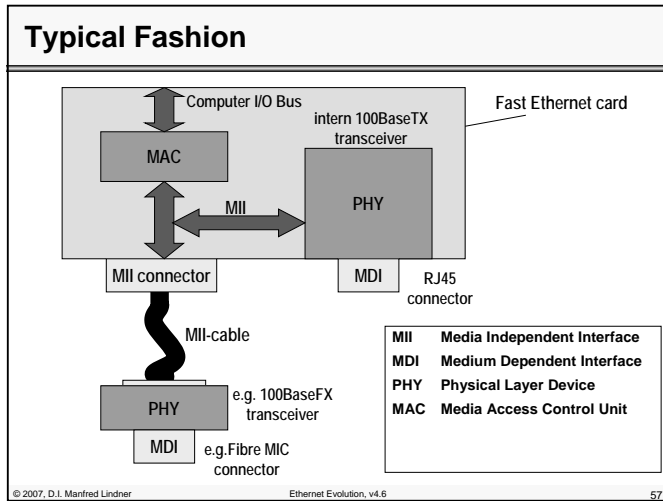 Typical Fashion
Computer I/O Bus
Fast Ethernet card
intern 100BaseTX
transceiver
MAC
MII
PHY
MII connector
MDI
RJ45
connector
MII-cable
PHY
e.g. 100BaseFX
transceiver
MDI
e.g.Fibre MIC
connector
MII Media Independent Interface
MDI Medium Dependent Interface
PHY Physical Layer Device
MAC Media Access Control Unit
© 2007, D.I. Manfred Lindner Ethernet Evolution, v4.6 57